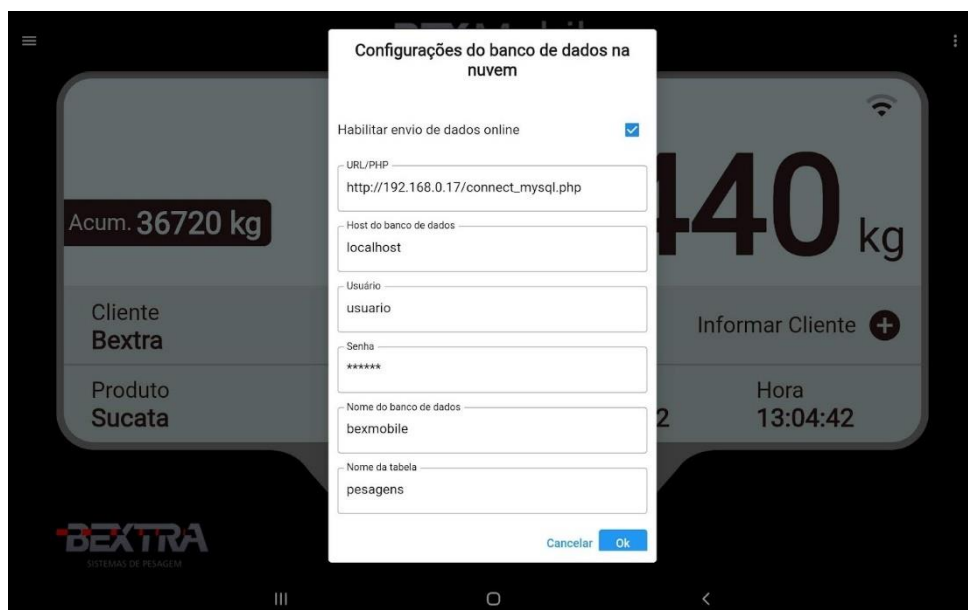 Configurações do banco de dados na
nuvem
Habilitar envio de dados online
URL/PHP
http://192.168.0.17/connect_mysql.php
Host do banco de dados
localhost
Usuário
usuario
Senha
******
Nome do banco de dados
bexmobile
Nome da tabela
pesagens
Cancelar
Ok
Acum. 36720 kg
440 kg
Cliente
Bextra
Informar Cliente
Produto
Sucata
2
Hora
13:04:42
BEXTRA
SISTEMAS DE PESAGEM